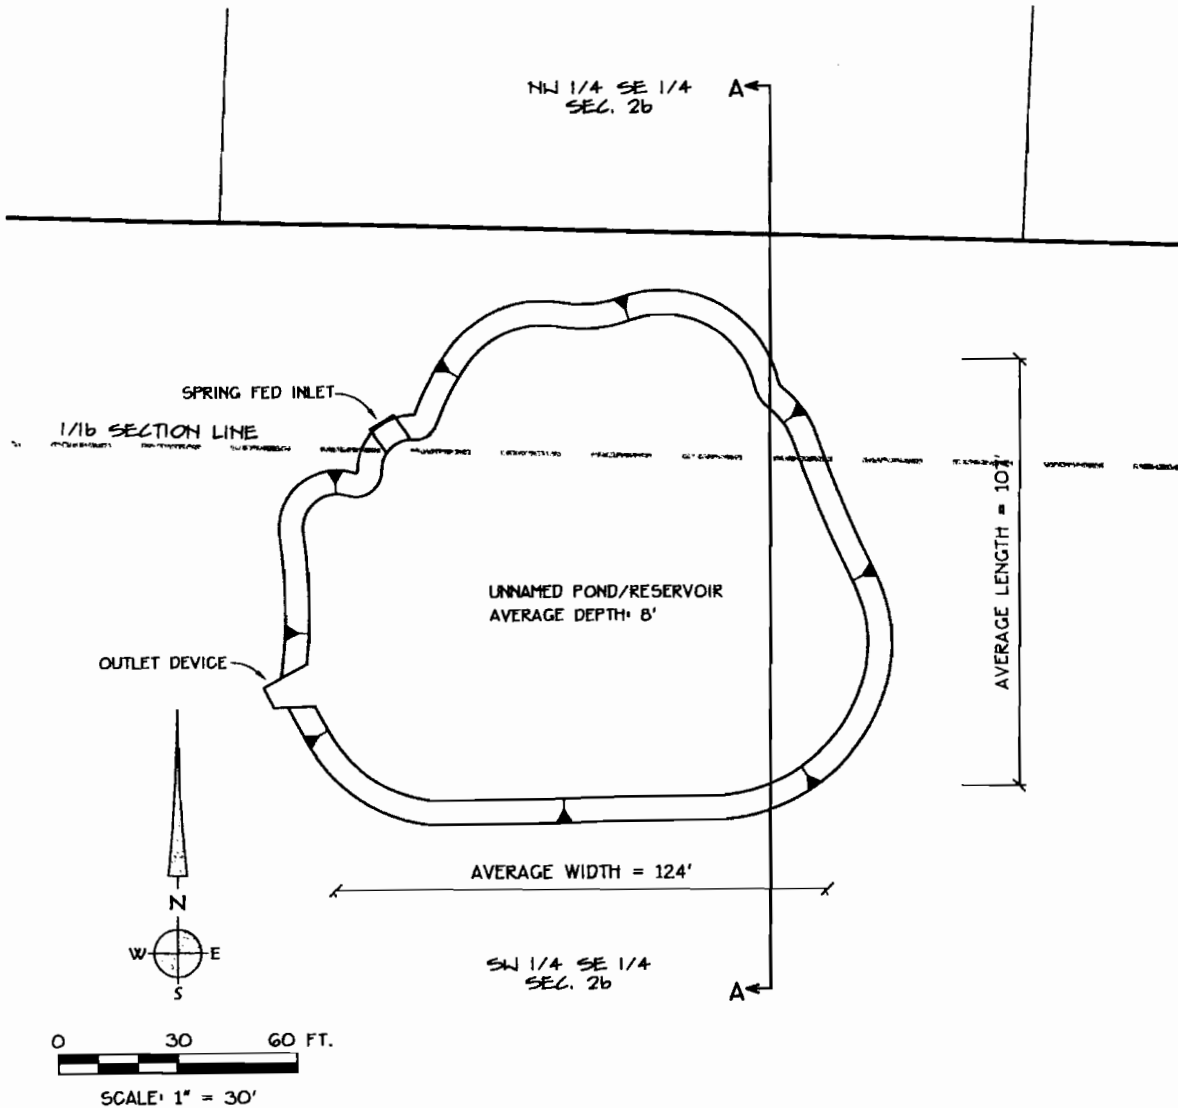 NW 1/4 SE 1/4
SEC. 26
A
SPRING FED INLET
1/16 SECTION LINE
AVERAGE LENGTH = 107'
UNNAMED POND/RESERVOIR
AVERAGE DEPTH: 8'
OUTLET DEVICE
AVERAGE WIDTH = 124'
N
W E
S
SW 1/4 SE 1/4
SEC. 26
A
0 30 60 FT.
SCALE: 1" = 30'